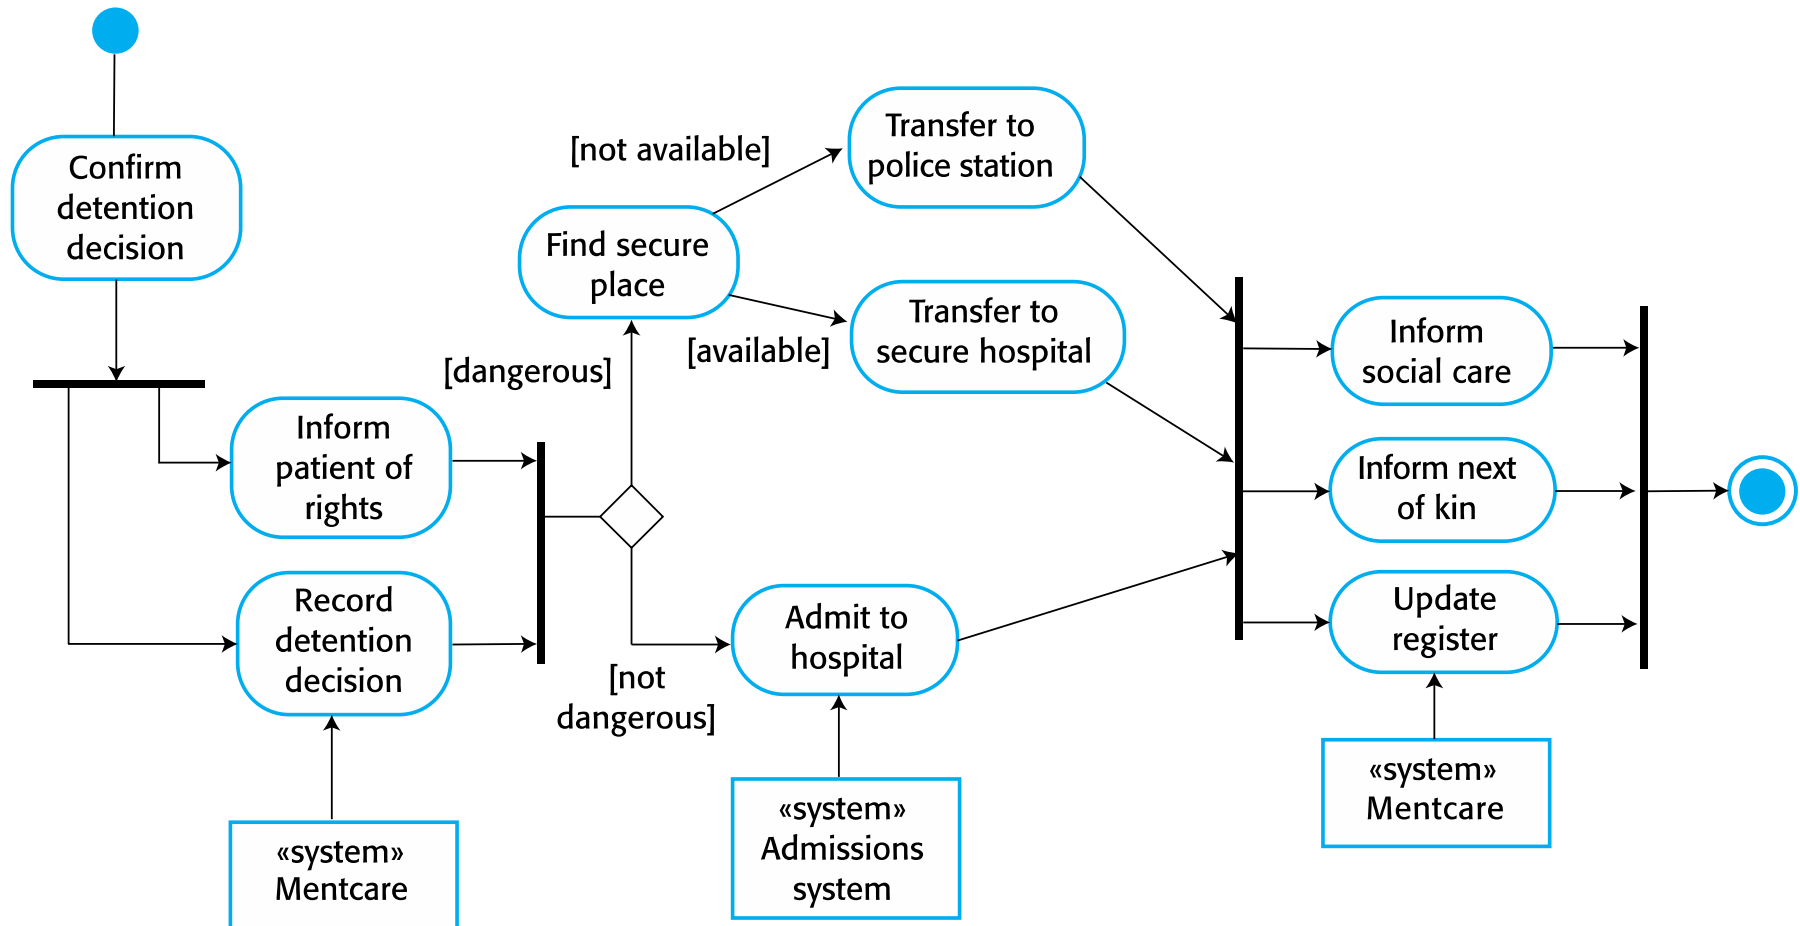 Confirm
detention
decision
[not available]
Transfer to
police station
Find secure
place
Transfer to
secure hospital
[available]
[dangerous]
Inform
social care
Inform
patient of
rights
Inform next
of kin
Record
detention
decision
Admit to
hospital
Update
register
[not
dangerous]
«system»
Mentcare
«system»
Admissions
system
«system»
Mentcare